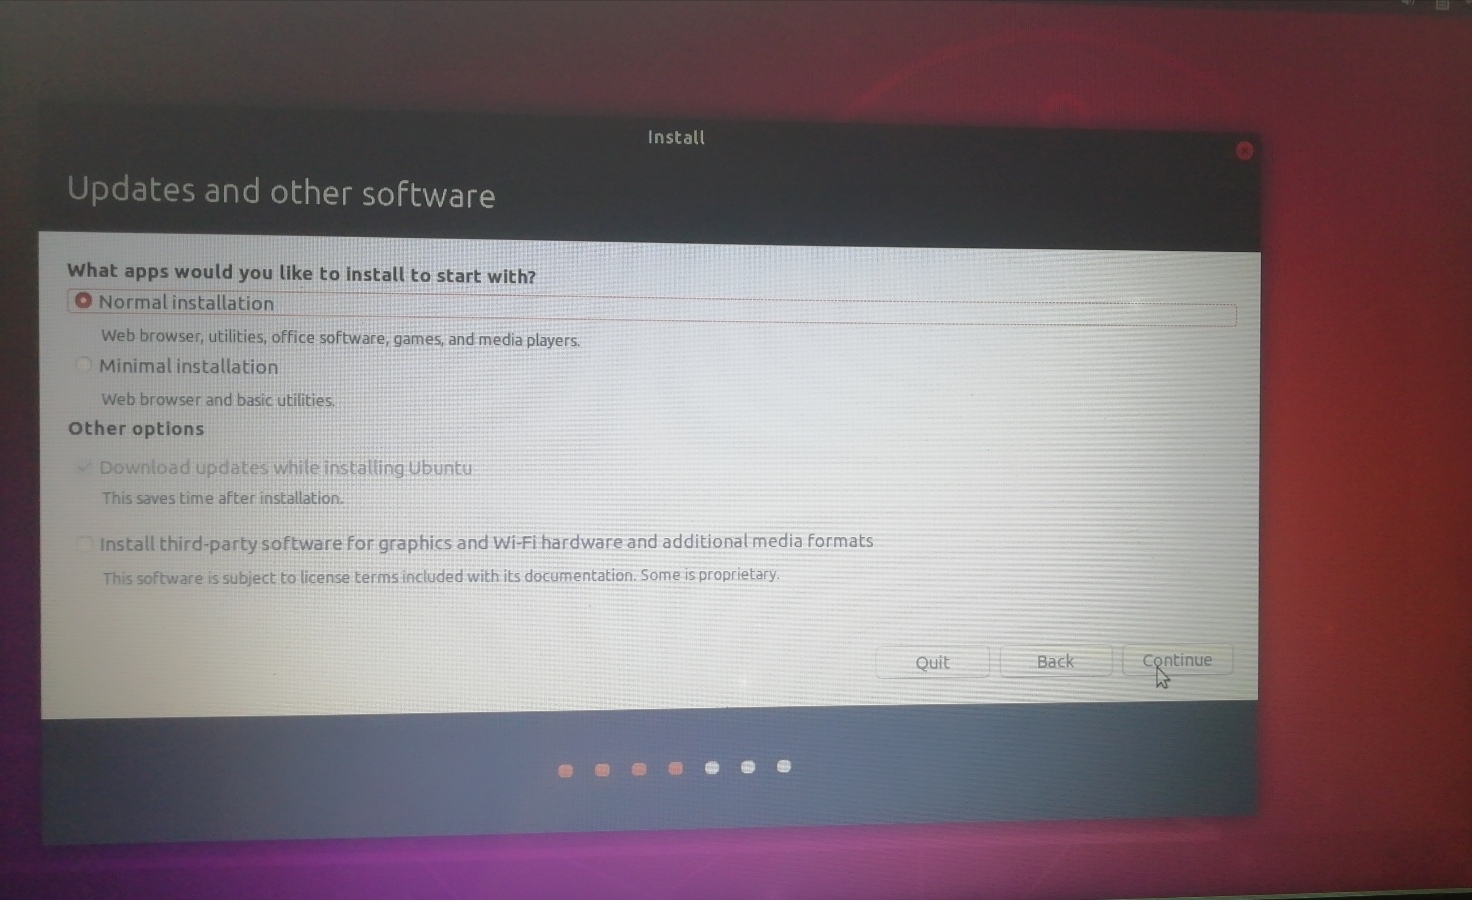 Install
Updates and other software
What apps would you like to install to start with?
Normal installation
Web browser, utilities, office software, games, and media players.
Minimal installation
Web browser and basic utilities.
Other options
Download updates while installing Ubuntu
This saves time after installation.
Install third-party software for graphics and Wi-Fi hardware and additional media formats
This software is subject to license terms included with its documentation. Some is proprietary.
Quit Back Continue